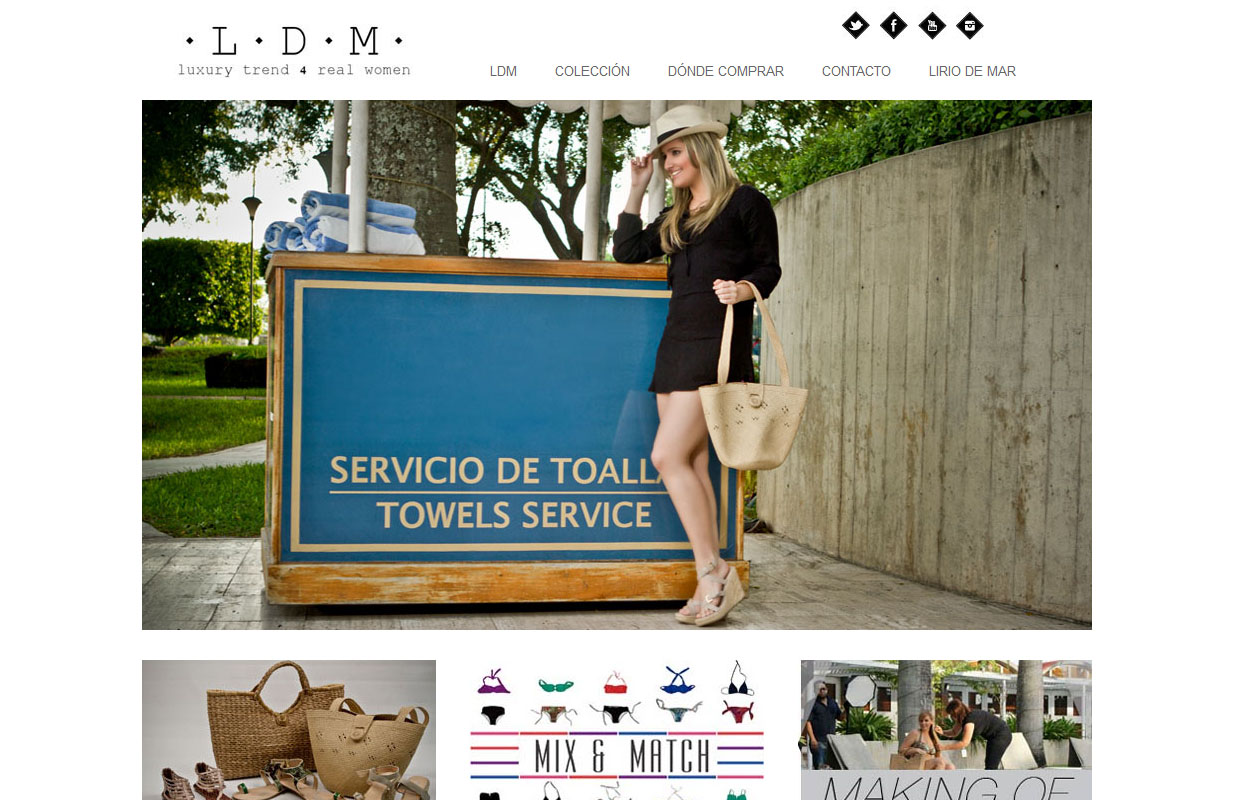 · L · D · M ·
luxury trend 4 real women
LDM COLECCIÓN DÓNDE COMPRAR CONTACTO LIRIO DE MAR
SERVICIO DE TOALLA
TOWELS SERVICE
MIX & MATCH
MAKING OF